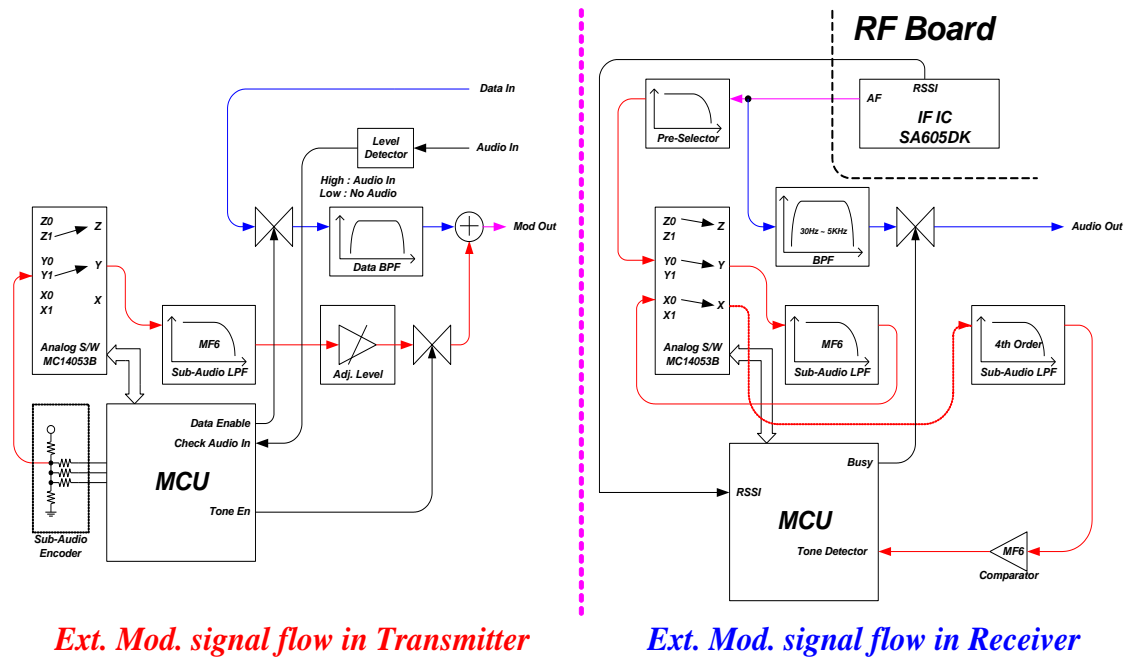 Data In
Level
Detector
Audio In
High : Audio In
Low : No Audio
Z0
Z1
Z
Y0
Y1
Y
X0
X1
X
Analog S/W
MC14053B
Data BPF
Mod Out
MF6
Sub-Audio LPF
Adj. Level
Data Enable
Check Audio In
MCU
Tone En
Sub-Audio
Encoder
Ext. Mod. signal flow in Transmitter
RF Board
RSSI
AF
IF IC
SA605DK
Pre-Selector
Z0
Z1
Z
Y0
Y1
Y
X0
X1
X
Analog S/W
MC14053B
30Hz ~ 5KHz
BPF
Audio Out
MF6
Sub-Audio LPF
4th Order
Sub-Audio LPF
Busy
RSSI
MCU
Tone Detector
MF6
Comparator
Ext. Mod. signal flow in Receiver